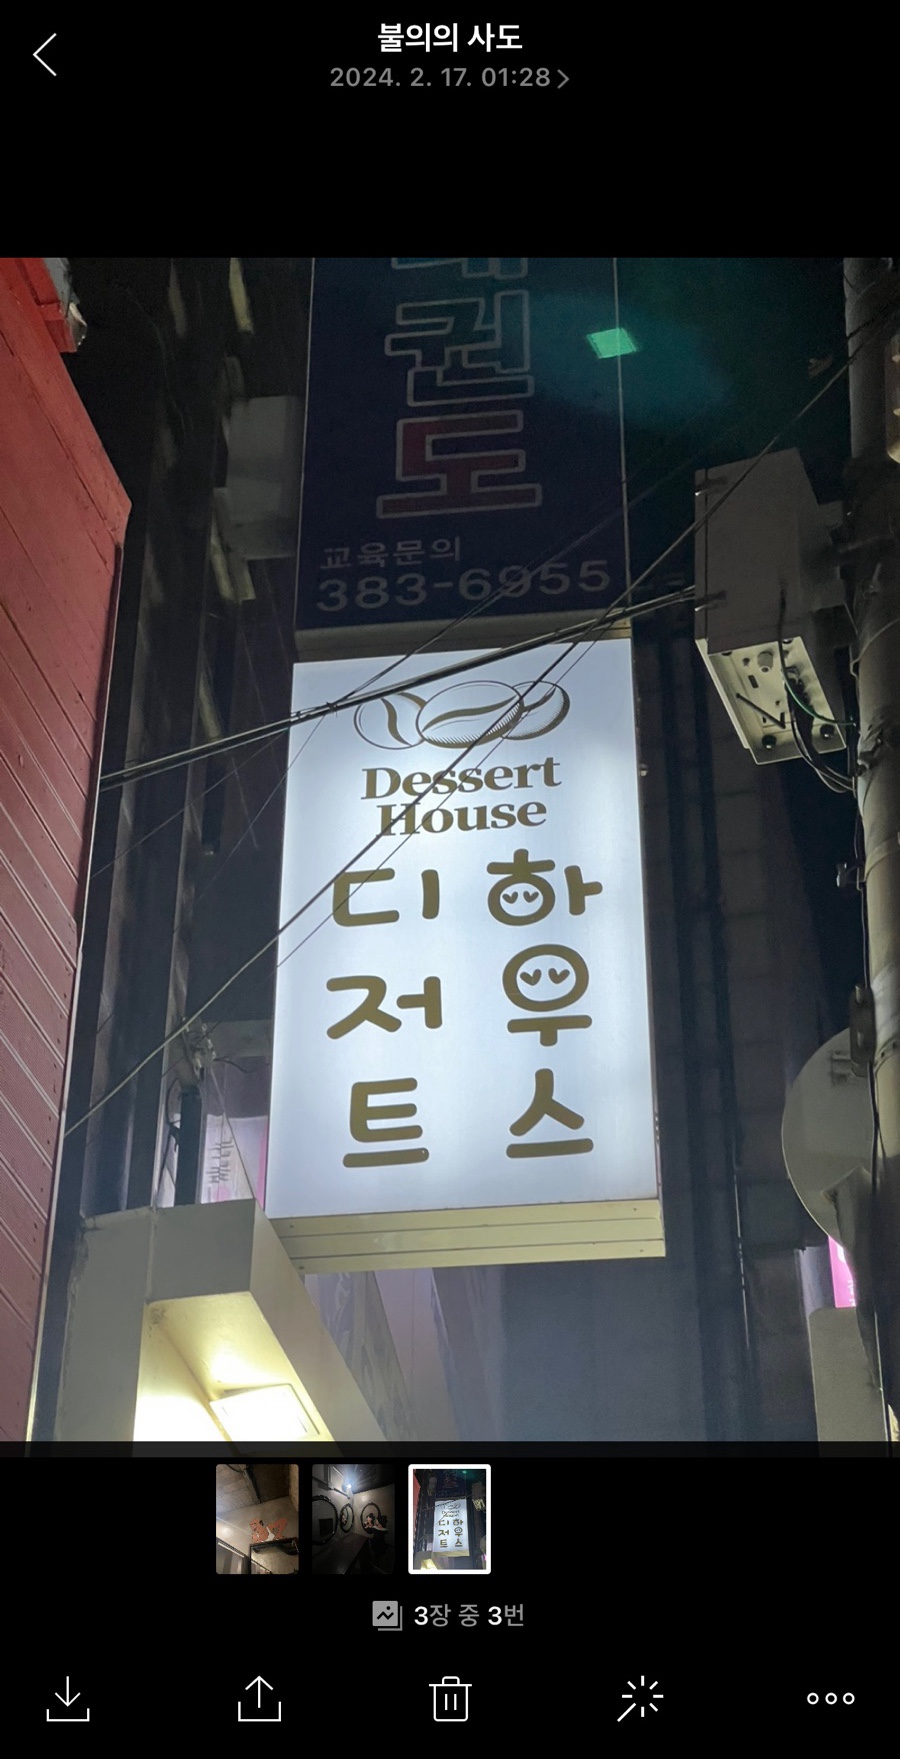 불의의 사도
2024. 2. 17. 01:28
권
도
교육문의
383-6955
Dessert
House
디 하
저 우
트 스
3장 중 3번